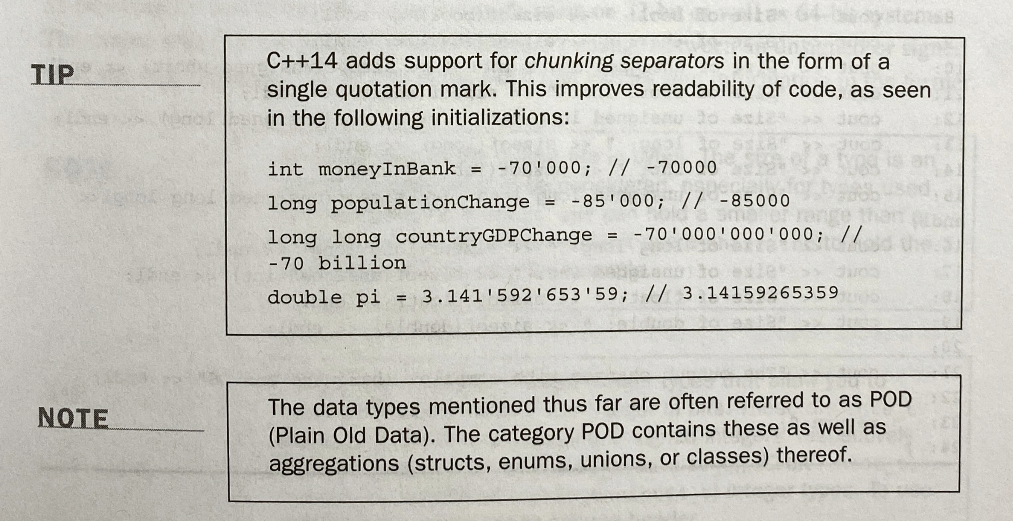 TIP
C++14 adds support for chunking separators in the form of a
single quotation mark. This improves readability of code, as seen
in the following initializations:
int moneyInBank = -70'000; // -70000
long populationChange = -85'000; // -85000
long long countryGDPChange = -70'000'000'000; //
-70 billion
double pi = 3.141'592'653'59; // 3.14159265359
NOTE
The data types mentioned thus far are often referred to as POD
(Plain Old Data). The category POD contains these as well as
aggregations (structs, enums, unions, or classes) thereof.